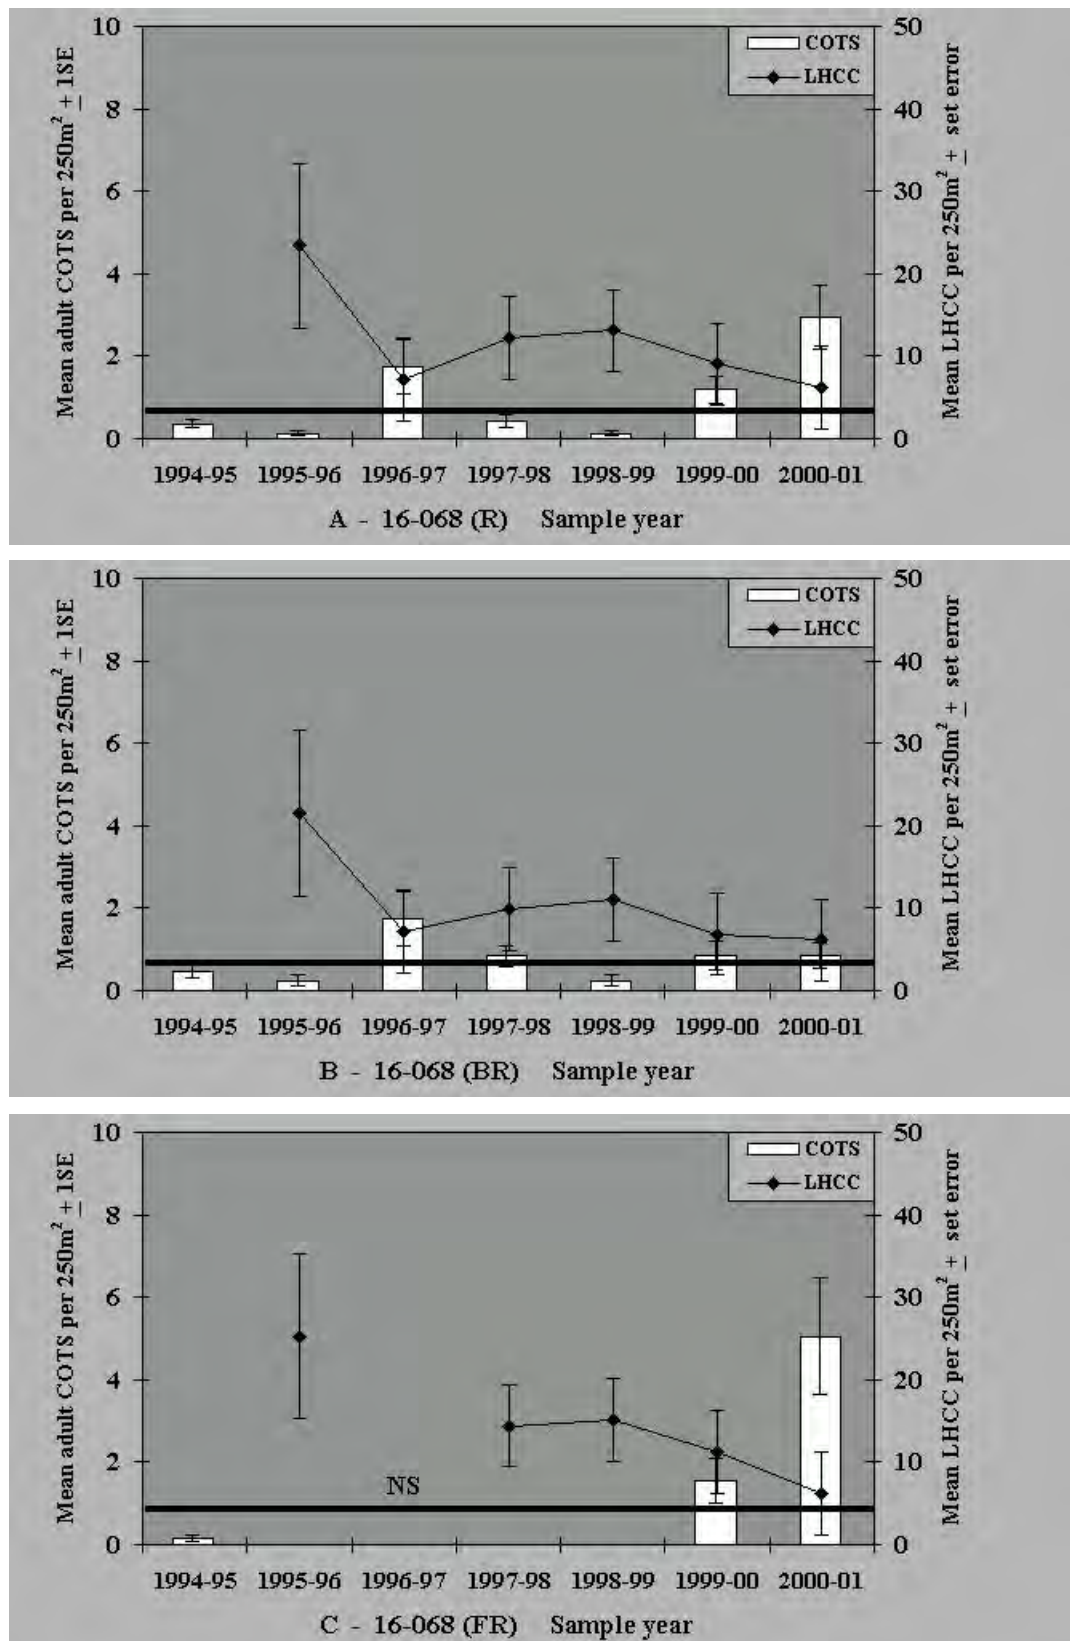 10
8
6
4
2
0
50
40
30
20
10
0
Mean adult COTS per 250m² ± 1SE
Mean LHCC per 250m² ± set error
COTS
LHCC
1994-95 1995-96 1996-97 1997-98 1998-99 1999-00 2000-01
A - 16-068 (R) Sample year
10
8
6
4
2
0
50
40
30
20
10
0
Mean adult COTS per 250m² ± 1SE
Mean LHCC per 250m² ± set error
COTS
LHCC
1994-95 1995-96 1996-97 1997-98 1998-99 1999-00 2000-01
B - 16-068 (BR) Sample year
10
8
6
4
2
0
50
40
30
20
10
0
Mean adult COTS per 250m² ± 1SE
Mean LHCC per 250m² ± set error
COTS
LHCC
NS
1994-95 1995-96 1996-97 1997-98 1998-99 1999-00 2000-01
C - 16-068 (FR) Sample year